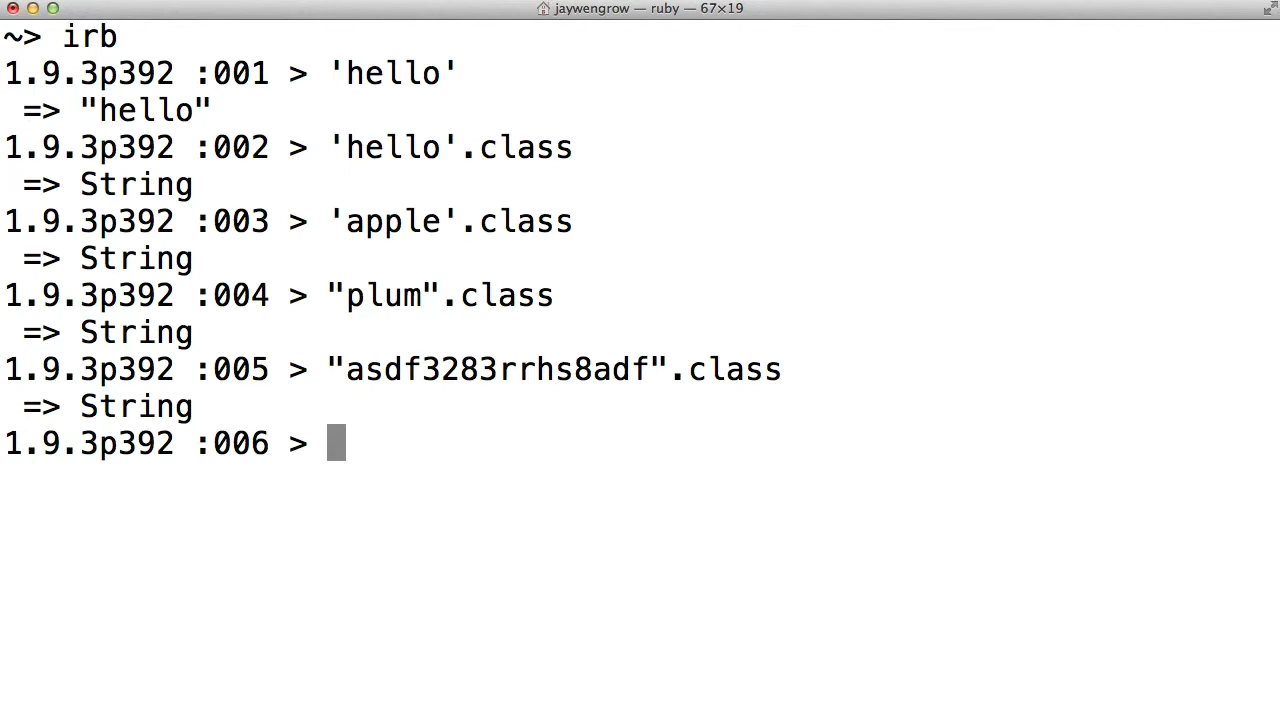 jaywengrow — ruby — 67×19
~> irb
1.9.3p392 :001 > 'hello'
 => "hello"
1.9.3p392 :002 > 'hello'.class
 => String
1.9.3p392 :003 > 'apple'.class
 => String
1.9.3p392 :004 > "plum".class
 => String
1.9.3p392 :005 > "asdf3283rrhs8adf".class
 => String
1.9.3p392 :006 >